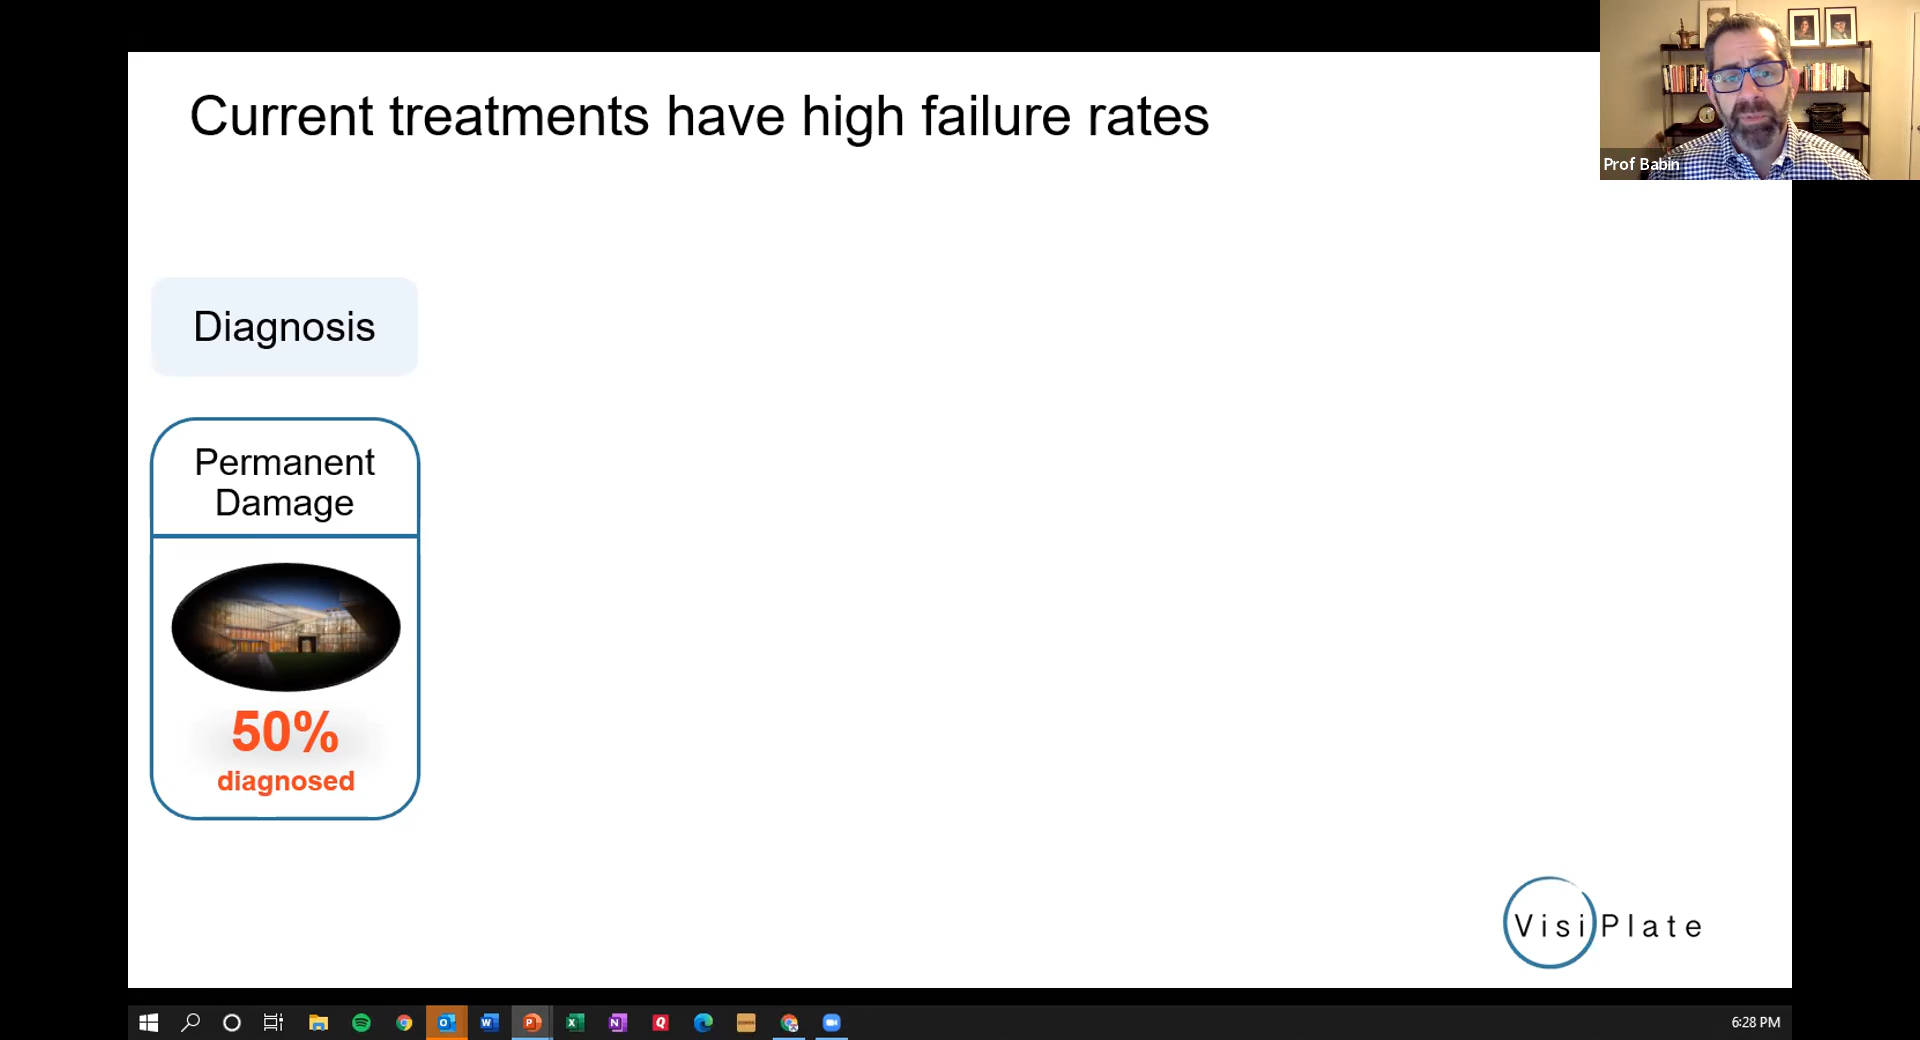 Current treatments have high failure rates
Prof Babin
Diagnosis
Permanent
Damage
50%
diagnosed
VisiPlate
6:28 PM